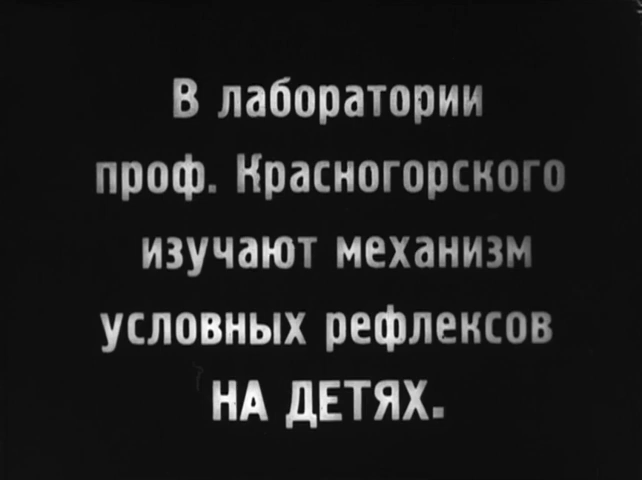 В лаборатории
проф. Красногорского
изучают механизм
условных рефлексов
НА ДЕТЯХ.